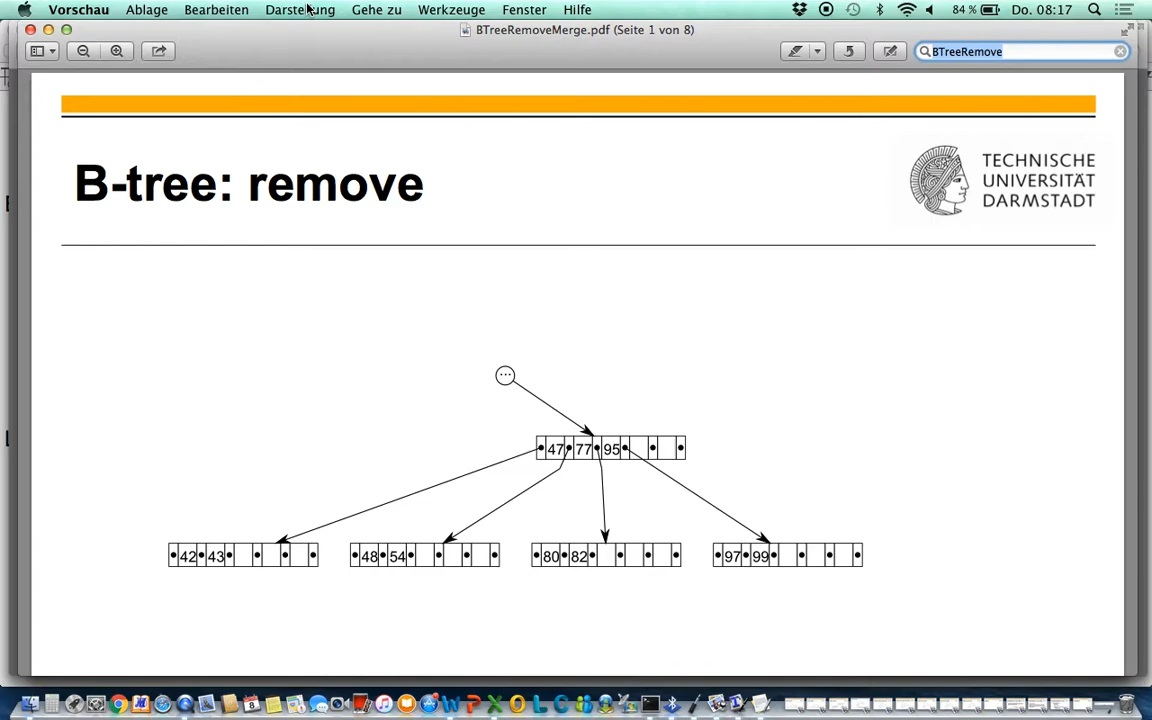 Vorschau Ablage Bearbeiten Darstellung Gehe zu Werkzeuge Fenster Hilfe 84 % Do. 08:17
BTreeRemoveMerge.pdf (Seite 1 von 8)
BTreeRemove
B-tree: remove
TECHNISCHE
UNIVERSITÄT
DARMSTADT
47 77 95
42 43 48 54 80 82 97 99